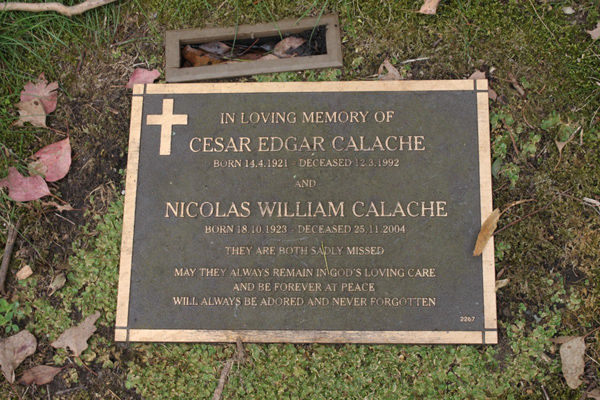 IN LOVING MEMORY OF
CESAR EDGAR CALACHE
BORN 14.4.1921 - DECEASED 12.3.1992
AND
NICOLAS WILLIAM CALACHE
BORN 18.10.1923 - DECEASED 25.11.2004
THEY ARE BOTH SADLY MISSED
MAY THEY ALWAYS REMAIN IN GOD'S LOVING CARE
AND BE FOREVER AT PEACE
WILL ALWAYS BE ADORED AND NEVER FORGOTTEN
2267